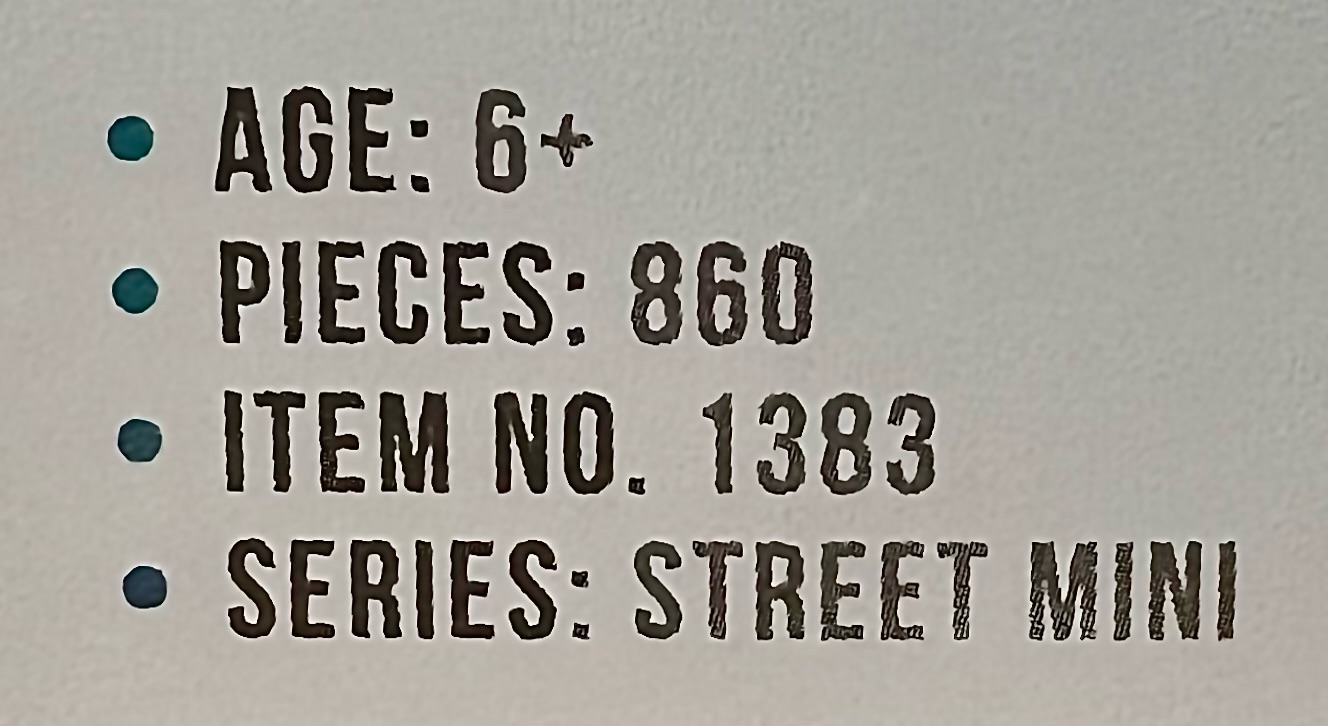 AGE: 6+
PIECES: 860
ITEM NO. 1383
SERIES: STREET MINI